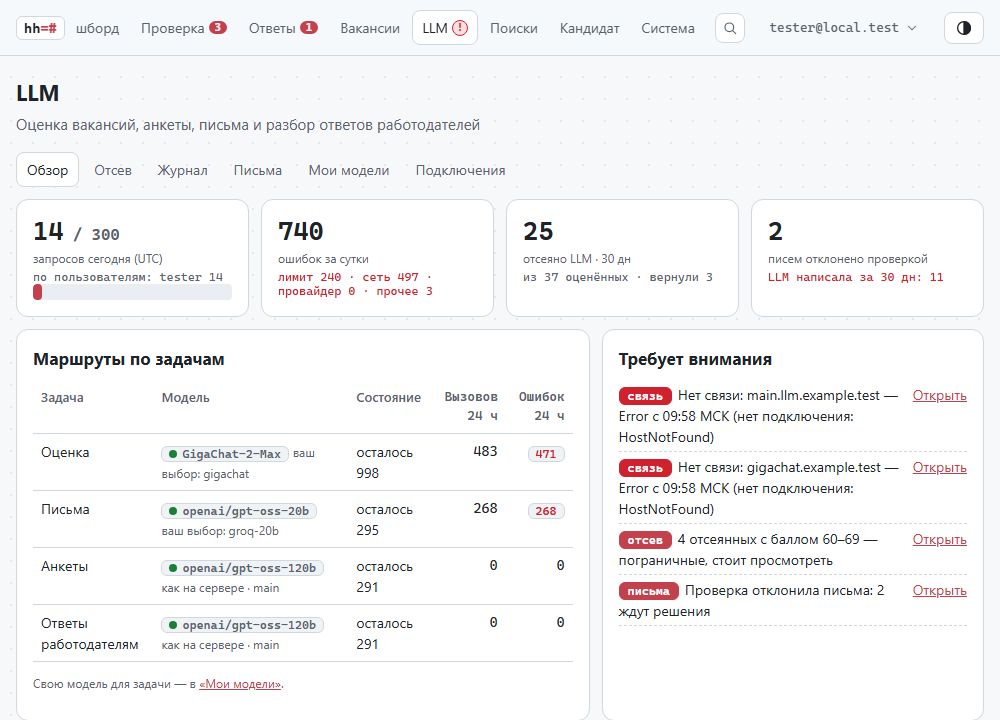 hh=# шборд Проверка 3 Ответы 1 Вакансии LLM ! Поиски Кандидат Система tester@local.test
LLM
Оценка вакансий, анкеты, письма и разбор ответов работодателей
Обзор Отсев Журнал Письма Мои модели Подключения
14 / 300
запросов сегодня (UTC)
по пользователям: tester 14
740
ошибок за сутки
лимит 240 · сеть 497 ·
провайдер 0 · прочее 3
25
отсеяно LLM · 30 дн
из 37 оценённых · вернули 3
2
писем отклонено проверкой
LLM написала за 30 дн: 11
Маршруты по задачам
Задача Модель Состояние Вызовов 24 ч Ошибок 24 ч
Оценка GigaChat-2-Max ваш выбор: gigachat осталось 998 483 471
Письма openai/gpt-oss-20b ваш выбор: groq-20b осталось 295 268 268
Анкеты openai/gpt-oss-120b как на сервере · main осталось 291 0 0
Ответы работодателям openai/gpt-oss-120b как на сервере · main осталось 291 0 0
Свою модель для задачи — в «Мои модели».
Требует внимания
связь Нет связи: main.llm.example.test — Открыть
Error с 09:58 МСК (нет подключения:
HostNotFound)
связь Нет связи: gigachat.example.test — Открыть
Error с 09:58 МСК (нет подключения:
HostNotFound)
отсев 4 отсеянных с баллом 60–69 — Открыть
пограничные, стоит просмотреть
письма Проверка отклонила письма: 2 Открыть
ждут решения